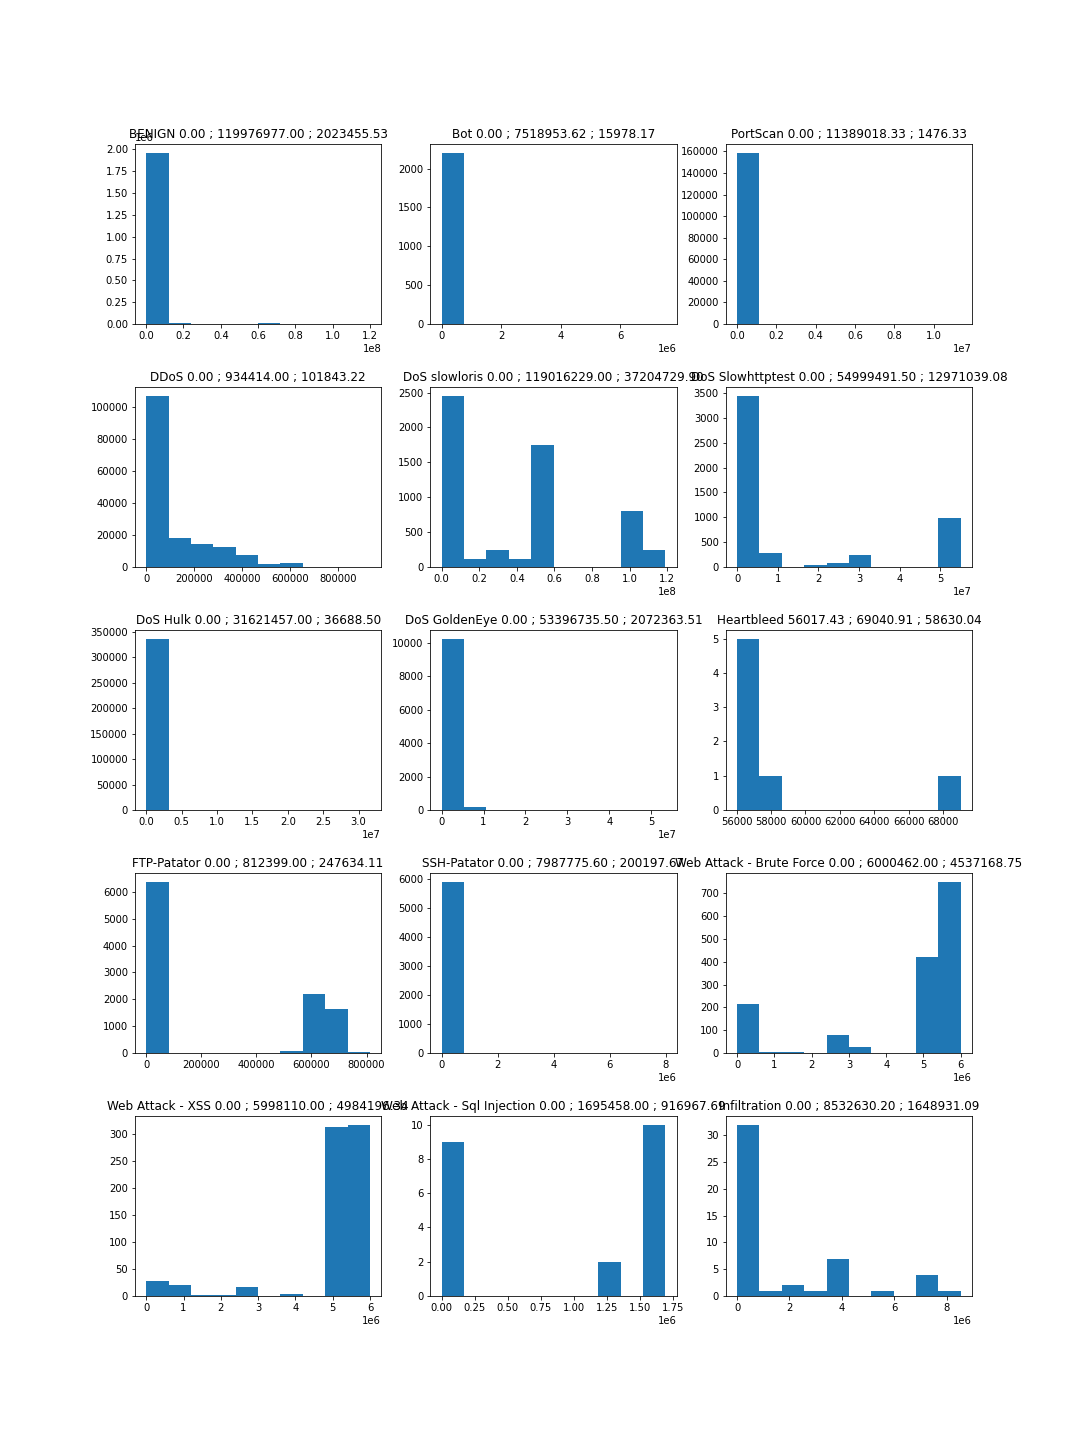 BENIGN 0.00 ; 119976977.00 ; 2023455.53
1e6
2.00
1.75
1.50
1.25
1.00
0.75
0.50
0.25
0.00
0.0 0.2 0.4 0.6 0.8 1.0 1.2
1e8
Bot 0.00 ; 7518953.62 ; 15978.17
2000
1500
1000
500
0
0 2 4 6
1e6
PortScan 0.00 ; 11389018.33 ; 1476.33
160000
140000
120000
100000
80000
60000
40000
20000
0
0.0 0.2 0.4 0.6 0.8 1.0
1e7
DDoS 0.00 ; 934414.00 ; 101843.22
100000
80000
60000
40000
20000
0
0 200000 400000 600000 800000
DoS slowloris 0.00 ; 119016229.00 ; 37204729.90
2500
2000
1500
1000
500
0
0.0 0.2 0.4 0.6 0.8 1.0 1.2
1e8
DoS Slowhttptest 0.00 ; 54999491.50 ; 12971039.08
3500
3000
2500
2000
1500
1000
500
0
0 1 2 3 4 5
1e7
DoS Hulk 0.00 ; 31621457.00 ; 36688.50
350000
300000
250000
200000
150000
100000
50000
0
0.0 0.5 1.0 1.5 2.0 2.5 3.0
1e7
DoS GoldenEye 0.00 ; 53396735.50 ; 2072363.51
10000
8000
6000
4000
2000
0
0 1 2 3 4 5
1e7
Heartbleed 56017.43 ; 69040.91 ; 58630.04
5
4
3
2
1
0
56000 58000 60000 62000 64000 66000 68000
FTP-Patator 0.00 ; 812399.00 ; 247634.11
6000
5000
4000
3000
2000
1000
0
0 200000 400000 600000 800000
SSH-Patator 0.00 ; 7987775.60 ; 200197.67
6000
5000
4000
3000
2000
1000
0
0 2 4 6 8
1e6
Web Attack - Brute Force 0.00 ; 6000462.00 ; 4537168.75
700
600
500
400
300
200
100
0
0 1 2 3 4 5 6
1e6
Web Attack - XSS 0.00 ; 5998110.00 ; 4984196.34
300
250
200
150
100
50
0
0 1 2 3 4 5 6
1e6
Web Attack - Sql Injection 0.00 ; 1695458.00 ; 916967.69
10
8
6
4
2
0
0.00 0.25 0.50 0.75 1.00 1.25 1.50 1.75
1e6
Infiltration 0.00 ; 8532630.20 ; 1648931.09
30
25
20
15
10
5
0
0 2 4 6 8
1e6